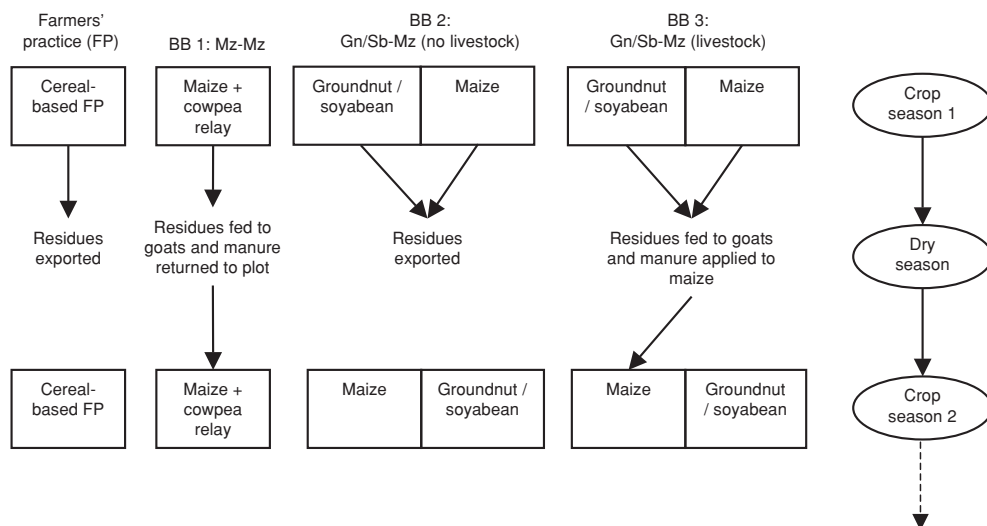 Farmers'
practice (FP)
BB 1: Mz-Mz
BB 2:
Gn/Sb-Mz (no livestock)
BB 3:
Gn/Sb-Mz (livestock)
Cereal-
based FP
Maize +
cowpea
relay
Groundnut /
soyabean
Maize
Groundnut
/ soyabean
Maize
Crop
season 1
Residues
exported
Residues fed to
goats and manure
returned to plot
Residues
exported
Residues fed to goats
and manure applied to
maize
Dry
season
Cereal-
based FP
Maize +
cowpea
relay
Maize
Groundnut /
soyabean
Maize
Groundnut
/ soyabean
Crop
season 2